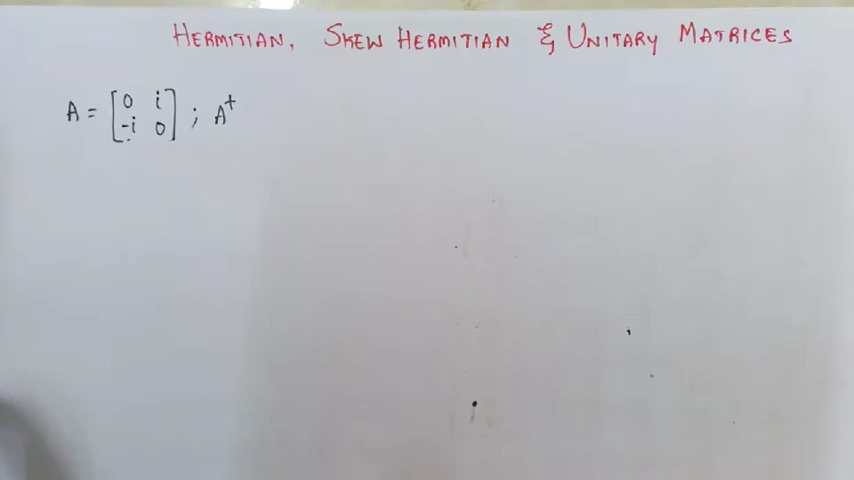 HERMITIAN, SKEW HERMITIAN & UNITARY MATRICES
A = [0 i; -i 0] ; A†